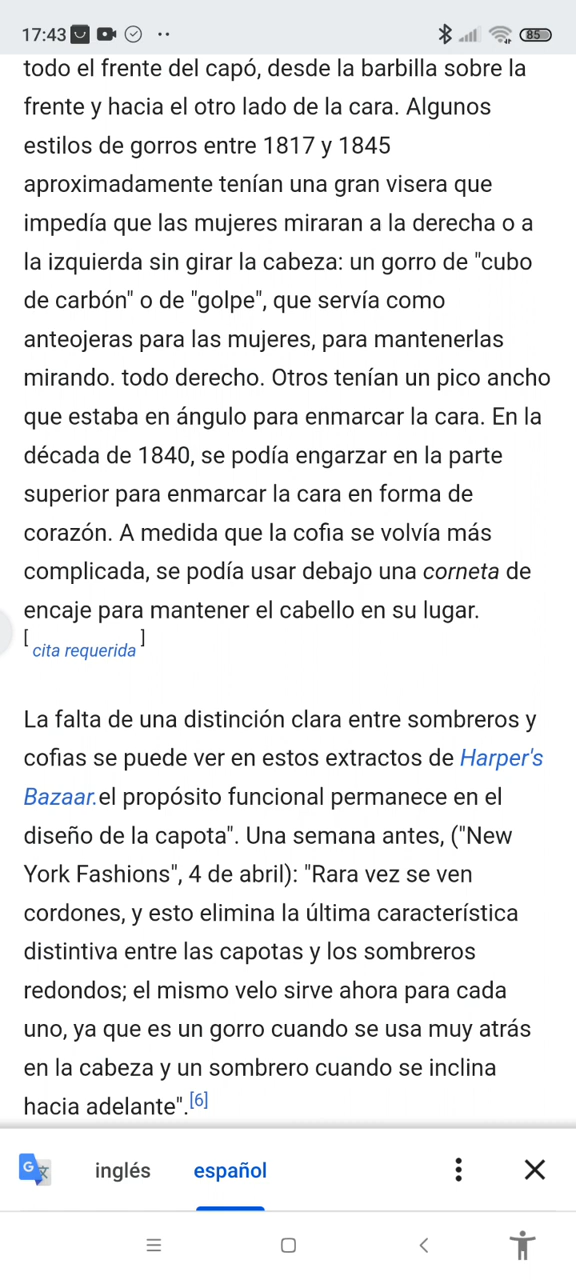 17:43
85
todo el frente del capó, desde la barbilla sobre la
frente y hacia el otro lado de la cara. Algunos
estilos de gorros entre 1817 y 1845
aproximadamente tenían una gran visera que
impedía que las mujeres miraran a la derecha o a
la izquierda sin girar la cabeza: un gorro de "cubo
de carbón" o de "golpe", que servía como
anteojeras para las mujeres, para mantenerlas
mirando. todo derecho. Otros tenían un pico ancho
que estaba en ángulo para enmarcar la cara. En la
década de 1840, se podía engarzar en la parte
superior para enmarcar la cara en forma de
corazón. A medida que la cofia se volvía más
complicada, se podía usar debajo una corneta de
encaje para mantener el cabello en su lugar.
[ cita requerida ]
La falta de una distinción clara entre sombreros y
cofias se puede ver en estos extractos de Harper's
Bazaar.el propósito funcional permanece en el
diseño de la capota". Una semana antes, ("New
York Fashions", 4 de abril): "Rara vez se ven
cordones, y esto elimina la última característica
distintiva entre las capotas y los sombreros
redondos; el mismo velo sirve ahora para cada
uno, ya que es un gorro cuando se usa muy atrás
en la cabeza y un sombrero cuando se inclina
hacia adelante".[6]
G 文 inglés español